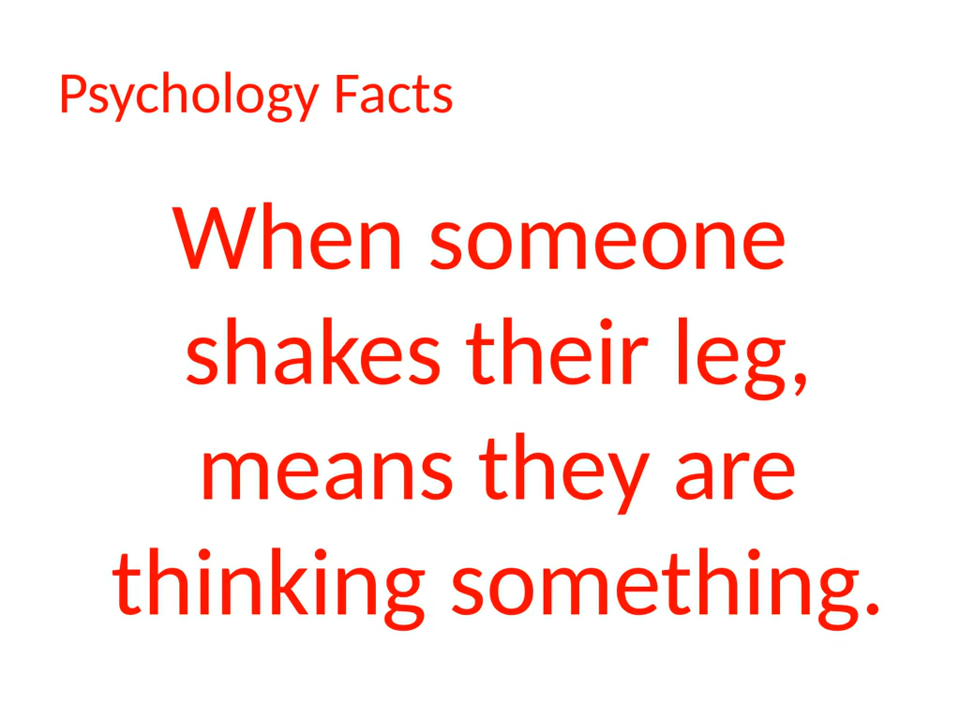 Psychology Facts
When someone
shakes their leg,
means they are
thinking something.